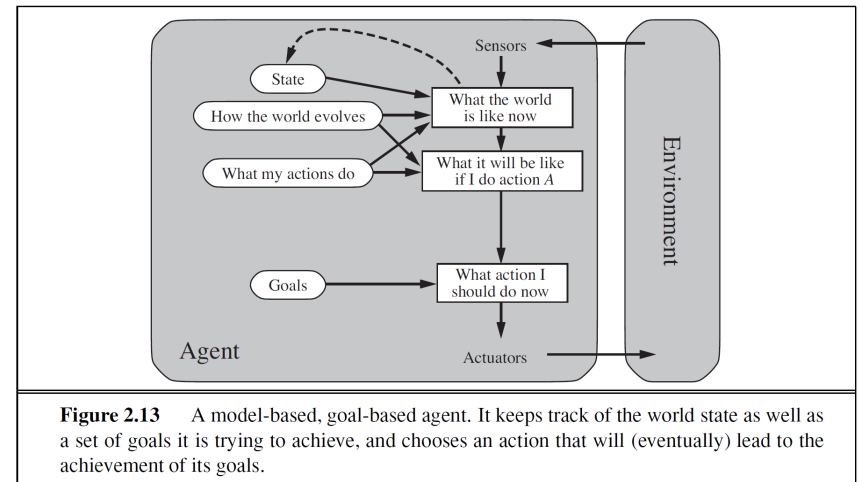 Sensors
State
What the world
is like now
How the world evolves
What my actions do
What it will be like
if I do action A
Goals
What action I
should do now
Agent
Actuators
Environment
Figure 2.13 A model-based, goal-based agent. It keeps track of the world state as well as
a set of goals it is trying to achieve, and chooses an action that will (eventually) lead to the
achievement of its goals.